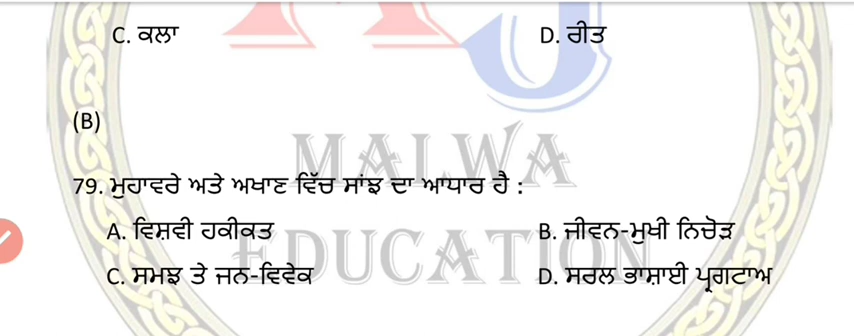 C. ਕਲਾ D. ਰੀਤ
(B)
MALWA
79. ਮੁਹਾਵਰੇ ਅਤੇ ਅਖਾਣ ਵਿੱਚ ਸਾਂਝ ਦਾ ਆਧਾਰ ਹੈ :
A. ਵਿਸ਼ਵੀ ਹਕੀਕਤ B. ਜੀਵਨ-ਮੁਖੀ ਨਿਚੋੜ
EDUCATION
C. ਸਮਝ ਤੇ ਜਨ-ਵਿਵੇਕ D. ਸਰਲ ਭਾਸ਼ਾਈ ਪ੍ਰਗਟਾਅ